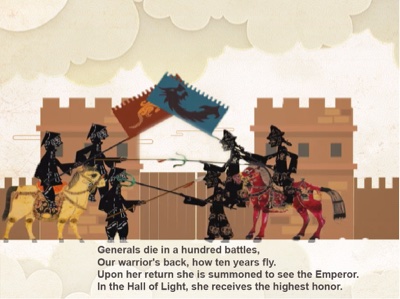 Generals die in a hundred battles,
Our warrior's back, how ten years fly.
Upon her return she is summoned to see the Emperor.
In the Hall of Light, she receives the highest honor.